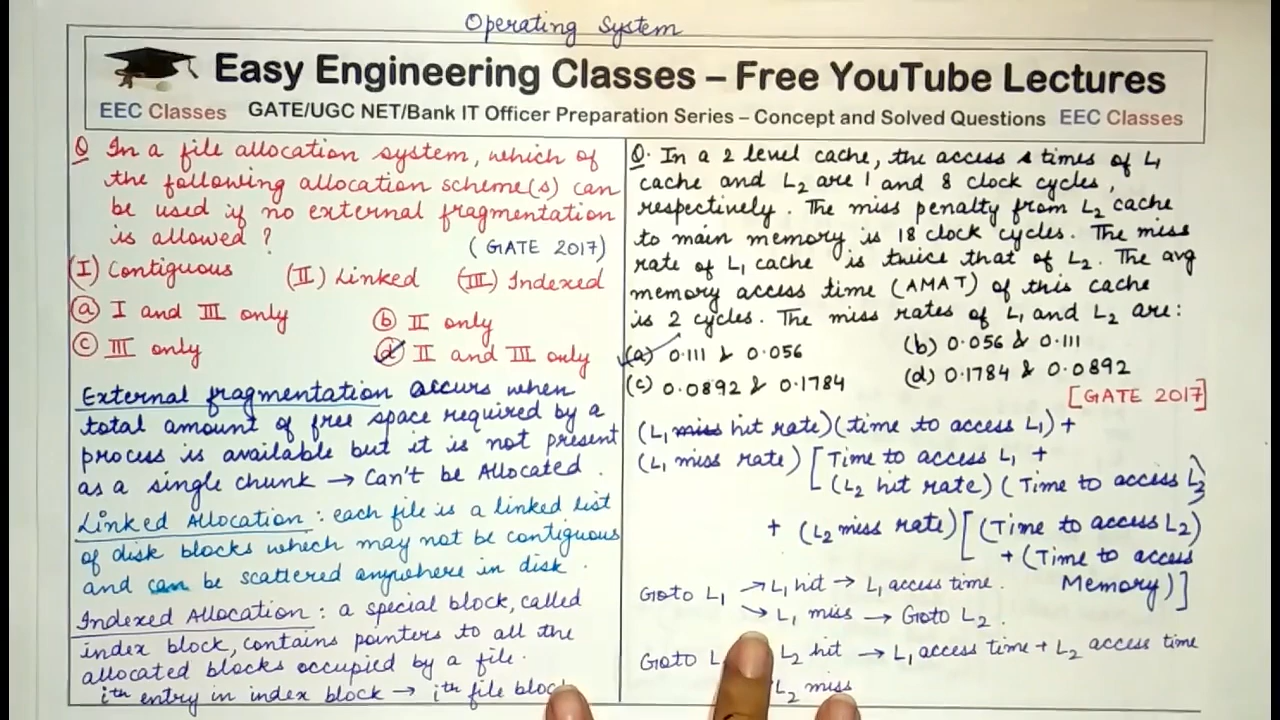 Operating System
Easy Engineering Classes – Free YouTube Lectures
EEC Classes GATE/UGC NET/Bank IT Officer Preparation Series – Concept and Solved Questions EEC Classes
Q In a file allocation system, which of
the following allocation scheme(s) can
be used if no external fragmentation
is allowed ?
(GATE 2017)
(I) Contiguous (II) Linked (III) Indexed
(a) I and III only (b) II only
(c) III only (d) II and III only
External fragmentation occurs when
total amount of free space required by a
process is available but it is not present
as a single chunk → Can't be Allocated.
Linked Allocation : each file is a linked list
of disk blocks which may not be contiguous
and can be scattered anywhere in disk.
Indexed Allocation : a special block, called
index block, contains pointers to all the
allocated blocks occupied by a file.
ith entry in index block → ith file block
Q. In a 2 level cache, the access times of L1
cache and L2 are 1 and 8 clock cycles,
respectively. The miss penalty from L2 cache
to main memory is 18 clock cycles. The miss
rate of L1 cache is twice that of L2. The avg
memory access time (AMAT) of this cache
is 2 cycles. The miss rates of L1 and L2 are :
(a) 0.111 & 0.056 (b) 0.056 & 0.111
(c) 0.0892 & 0.1784 (d) 0.1784 & 0.0892
[GATE 2017]
(L1 miss hit rate)(time to access L1) +
(L1 miss rate) [Time to access L1 +
(L2 hit rate) (Time to access L2)
+ (L2 miss rate) [(Time to access L2)
+ (Time to access
Memory)]
Goto L1 → L1 hit → L1 access time.
→ L1 miss → Goto L2.
Goto L L2 hit → L1 access time + L2 access time
L2 miss